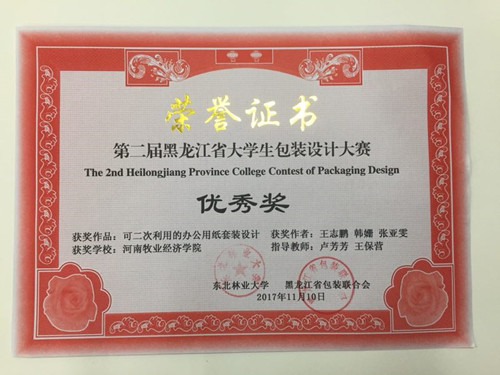 荣誉证书
第二届黑龙江省大学生包装设计大赛
The 2nd Heilongjiang Province College Contest of Packaging Design
优秀奖
获奖作品：可二次利用的办公用纸套装设计 获奖作者：王志鹏 韩姗 张亚雯
获奖学校：河南牧业经济学院 指导教师：卢芳芳 王保营
东北林业大学 黑龙江省包装联合会
2017年11月10日